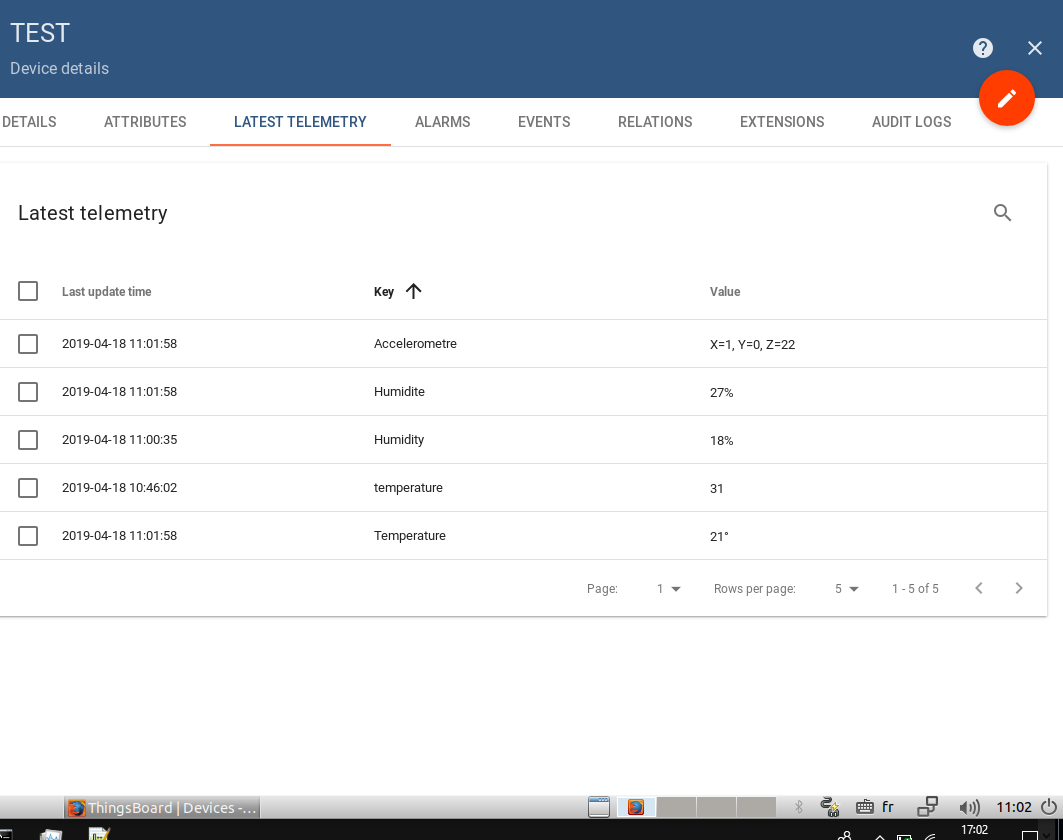 TEST
Device details
DETAILS ATTRIBUTES LATEST TELEMETRY ALARMS EVENTS RELATIONS EXTENSIONS AUDIT LOGS
Latest telemetry
Last update time Key Value
2019-04-18 11:01:58 Accelerometre X=1, Y=0, Z=22
2019-04-18 11:01:58 Humidite 27%
2019-04-18 11:00:35 Humidity 18%
2019-04-18 10:46:02 temperature 31
2019-04-18 11:01:58 Temperature 21°
Page: 1 Rows per page: 5 1 - 5 of 5
ThingsBoard | Devices -... fr 11:02
17:02